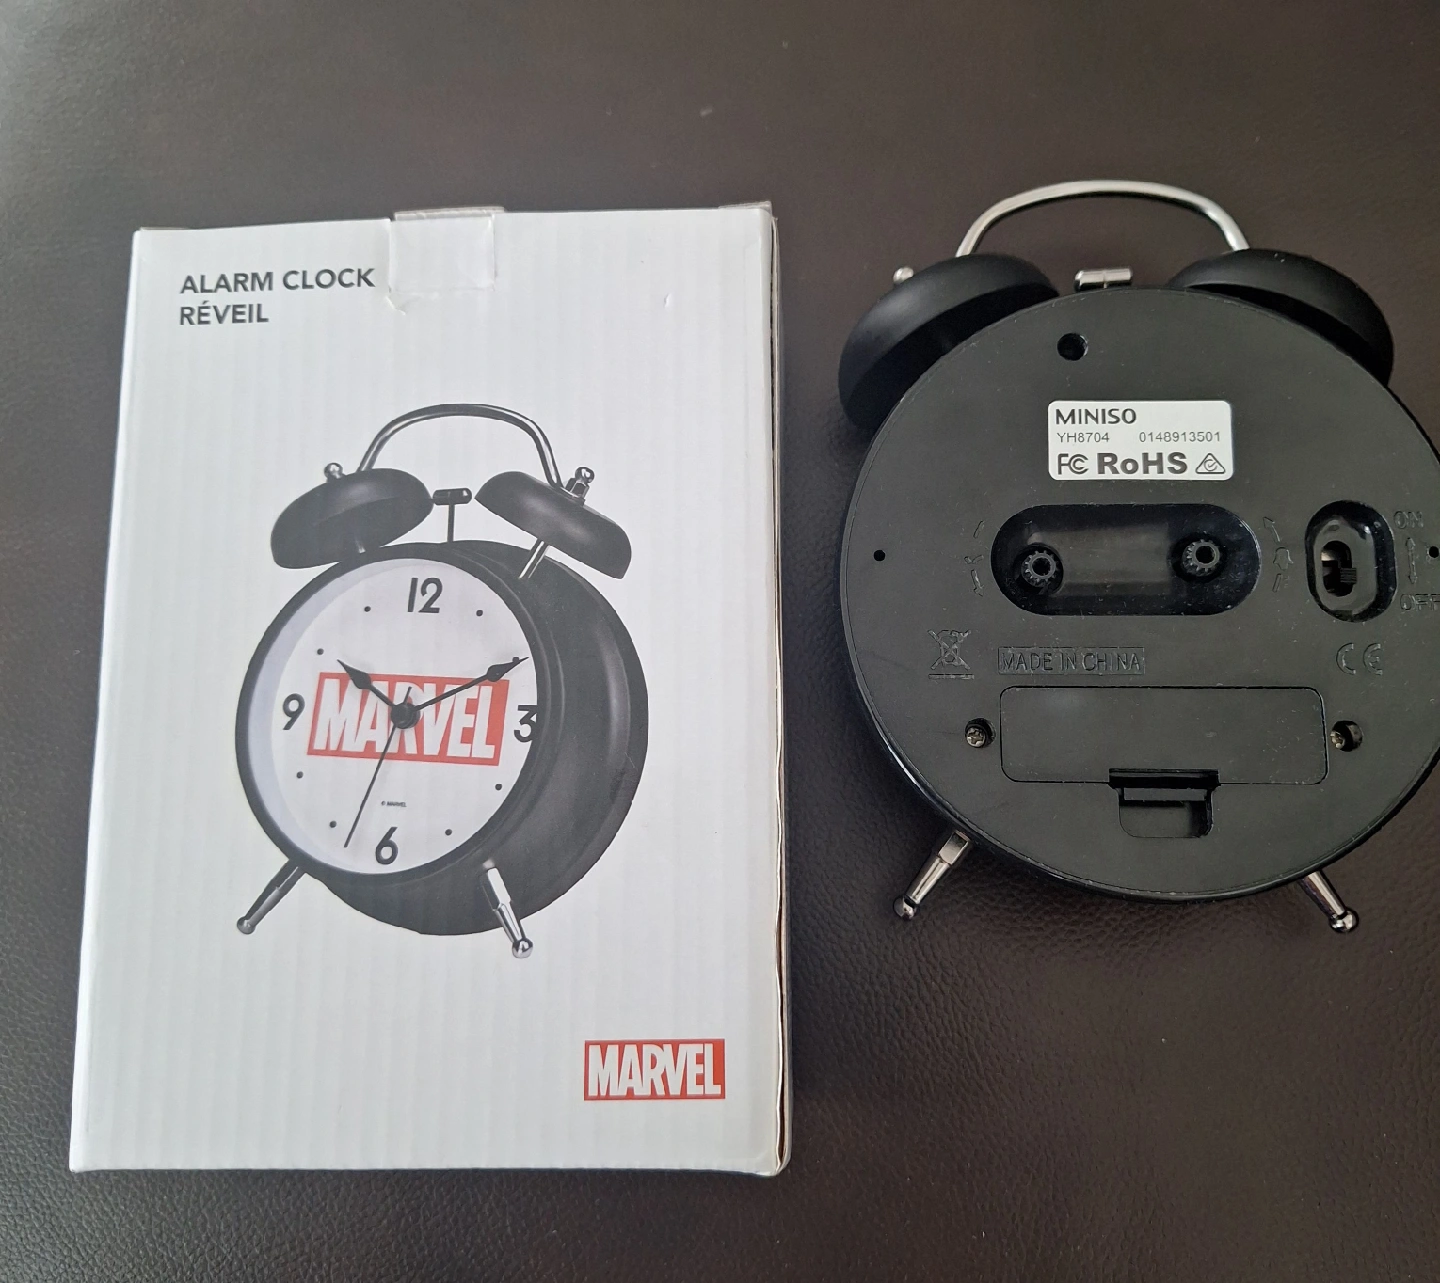 ALARM CLOCK
RÉVEIL
12
9
3
6
MARVEL
© MARVEL
MARVEL
MINISO
YH8704 0148913501
FC RoHS
ON
OFF
MADE IN CHINA
CE